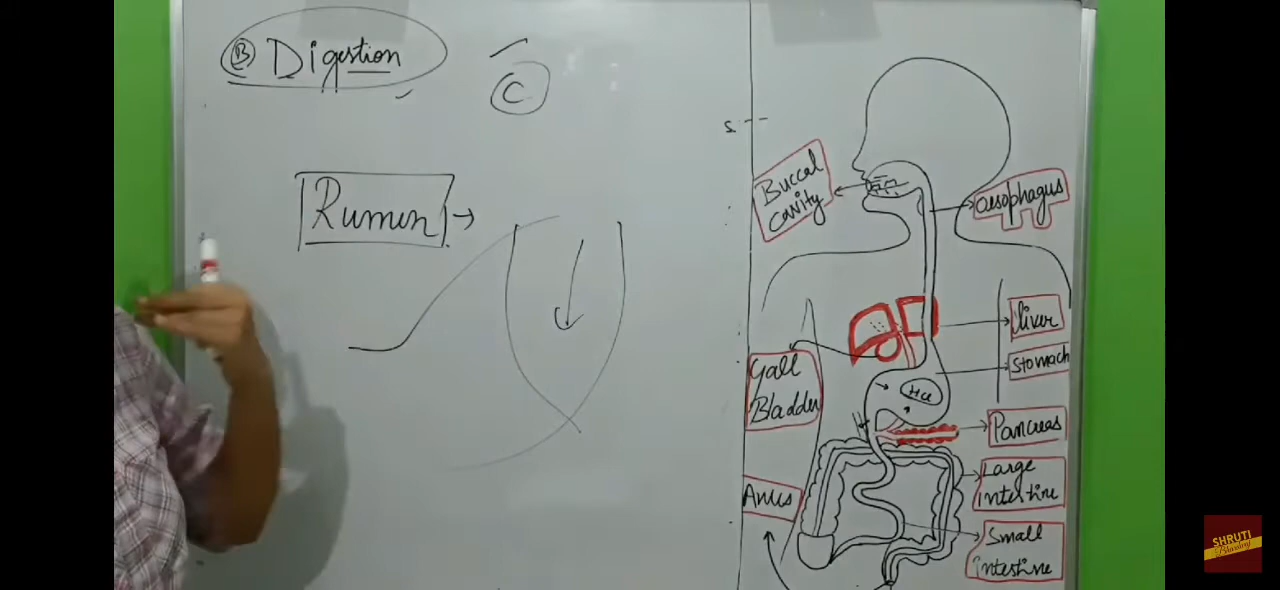 B Digestion
C
Rumen
s
Buccal
cavity
oesophagus
liver
Stomach
Gall
Bladder
HCl
Pancreas
Large
intestine
Anus
Small
intestine
SHRUTI